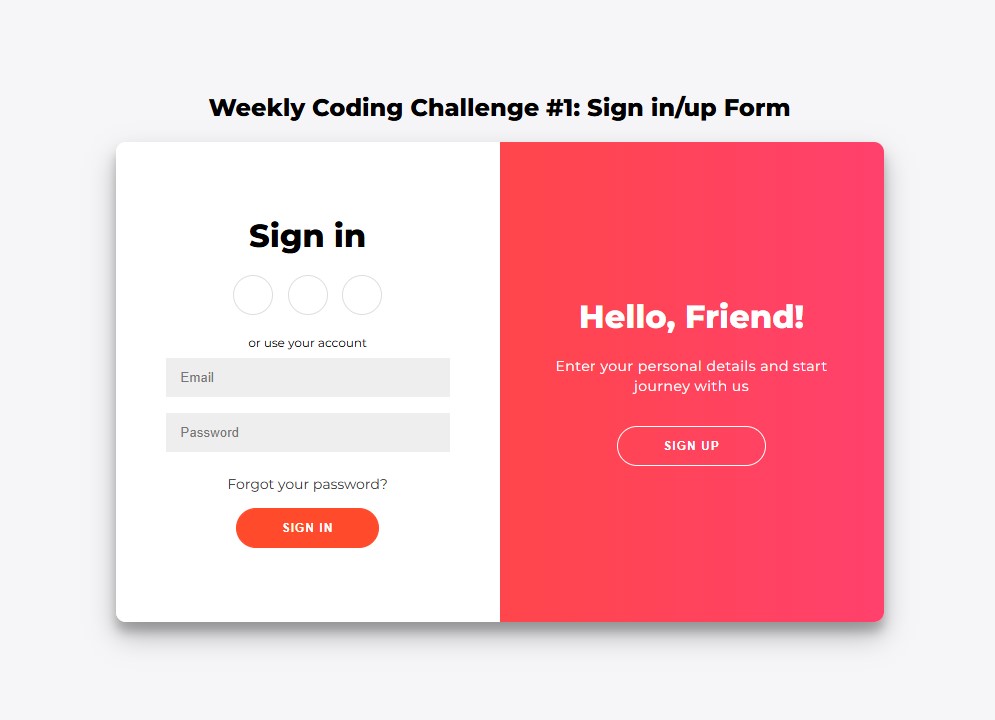 Weekly Coding Challenge #1: Sign in/up Form
Sign in
or use your account
Email
Password
Forgot your password?
SIGN IN
Hello, Friend!
Enter your personal details and start
journey with us
SIGN UP